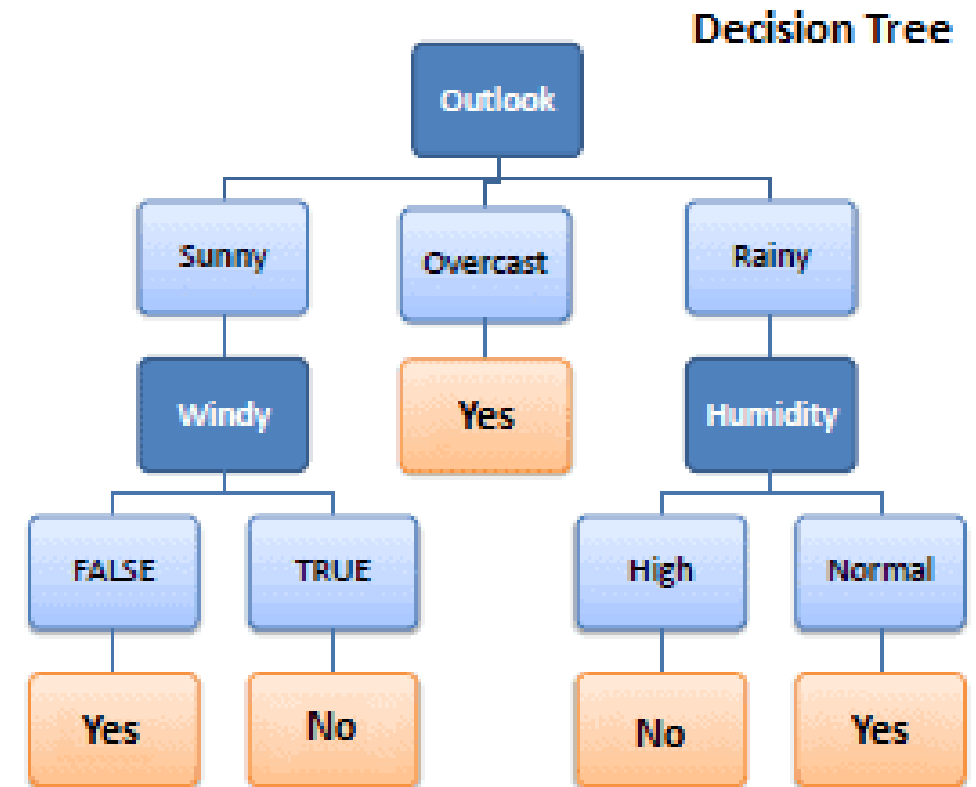 Decision Tree
Outlook
Sunny
Overcast
Rainy
Windy
Yes
Humidity
FALSE
TRUE
High
Normal
Yes
No
No
Yes